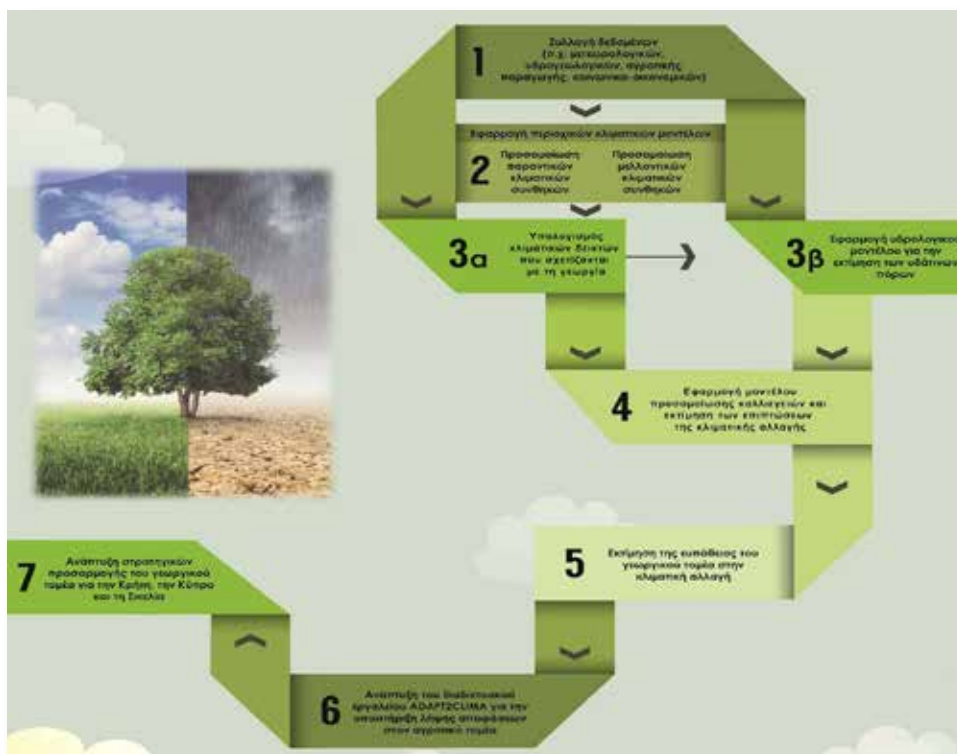 1
Συλλογή δεδομένων
(π.χ. μετεωρολογικών,
υδρογεωλογικών, αγροτικής
παραγωγής, κοινωνικο-οικονομικών)
Εφαρμογή περιοχικών κλιματικών μοντέλων
2
Προσομοίωση
παροντικών
κλιματικών
συνθηκών
Προσομοίωση
μελλοντικών
κλιματικών
συνθηκών
3α
Υπολογισμός
κλιματικών δεικτών
που σχετίζονται
με τη γεωργία
3β
Εφαρμογή υδρολογικού
μοντέλου για την
εκτίμηση των υδάτινων
πόρων
4
Εφαρμογή μοντέλου
προσομοίωσης καλλιεργειών και
εκτίμηση των επιπτώσεων
της κλιματικής αλλαγής
5
Εκτίμηση της ευπάθειας του
γεωργικού τομέα στην
κλιματική αλλαγή
6
Ανάπτυξη του διαδικτυακού
εργαλείου ADAPT2CLIMA για την
υποστήριξη λήψης αποφάσεων
στον αγροτικό τομέα
7
Ανάπτυξη στρατηγικών
προσαρμογής του γεωργικού
τομέα για την Κρήτη, την Κύπρο
και τη Σικελία